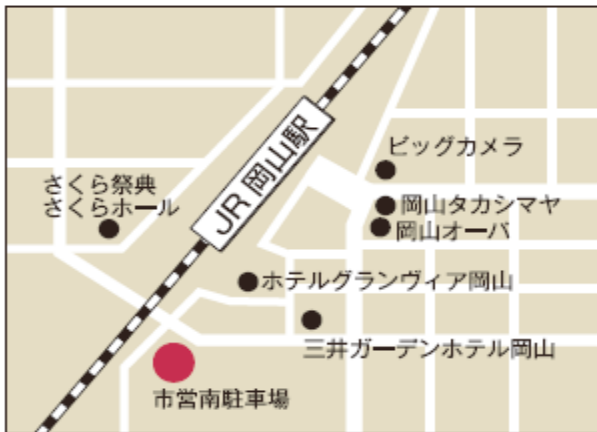 JR 岡山駅
ビッグカメラ
さくら祭典
さくらホール
岡山タカシマヤ
岡山オーパ
ホテルグランヴィア岡山
三井ガーデンホテル岡山
市営南駐車場